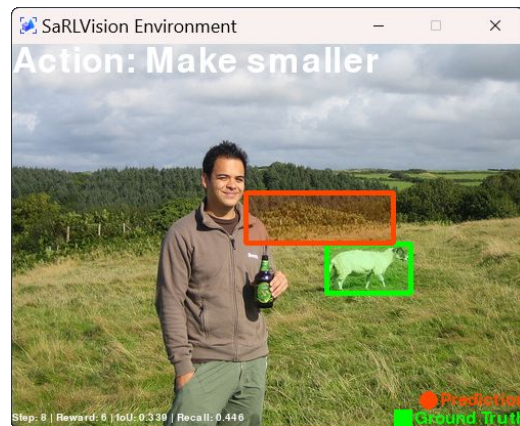 SaRLVision Environment
Action: Make smaller
Step: 8 | Reward: 6 | IoU: 0.339 | Recall: 0.446
Prediction
Ground Truth